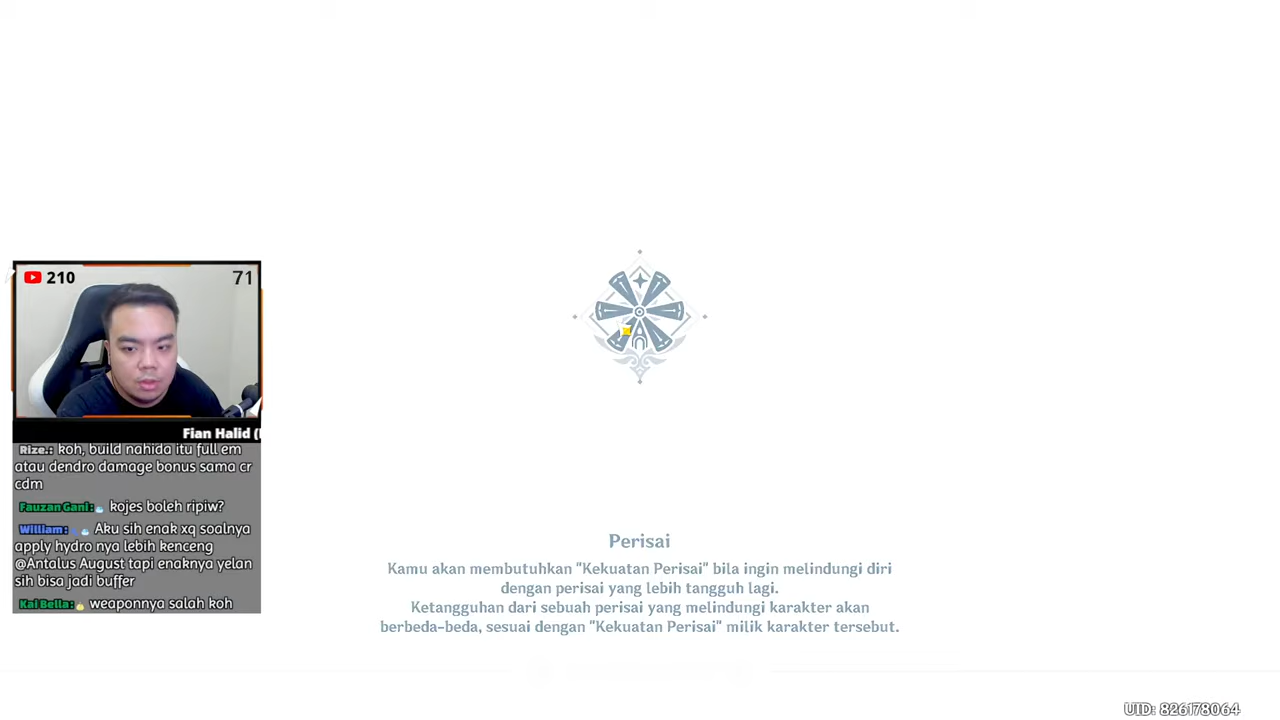 210
71
Fian Halid (
Rize.: koh, build nahida itu full em
atau dendro damage bonus sama cr
cdm
Fauzan Gani: kojes boleh ripiw?
William: Aku sih enak xq soalnya
apply hydro nya lebih kenceng
@Antalus August tapi enaknya yelan
sih bisa jadi buffer
Kai Bella: weaponnya salah koh
Perisai
Kamu akan membutuhkan "Kekuatan Perisai" bila ingin melindungi diri
dengan perisai yang lebih tangguh lagi.
Ketangguhan dari sebuah perisai yang melindungi karakter akan
berbeda-beda, sesuai dengan "Kekuatan Perisai" milik karakter tersebut.
UID: 826178064